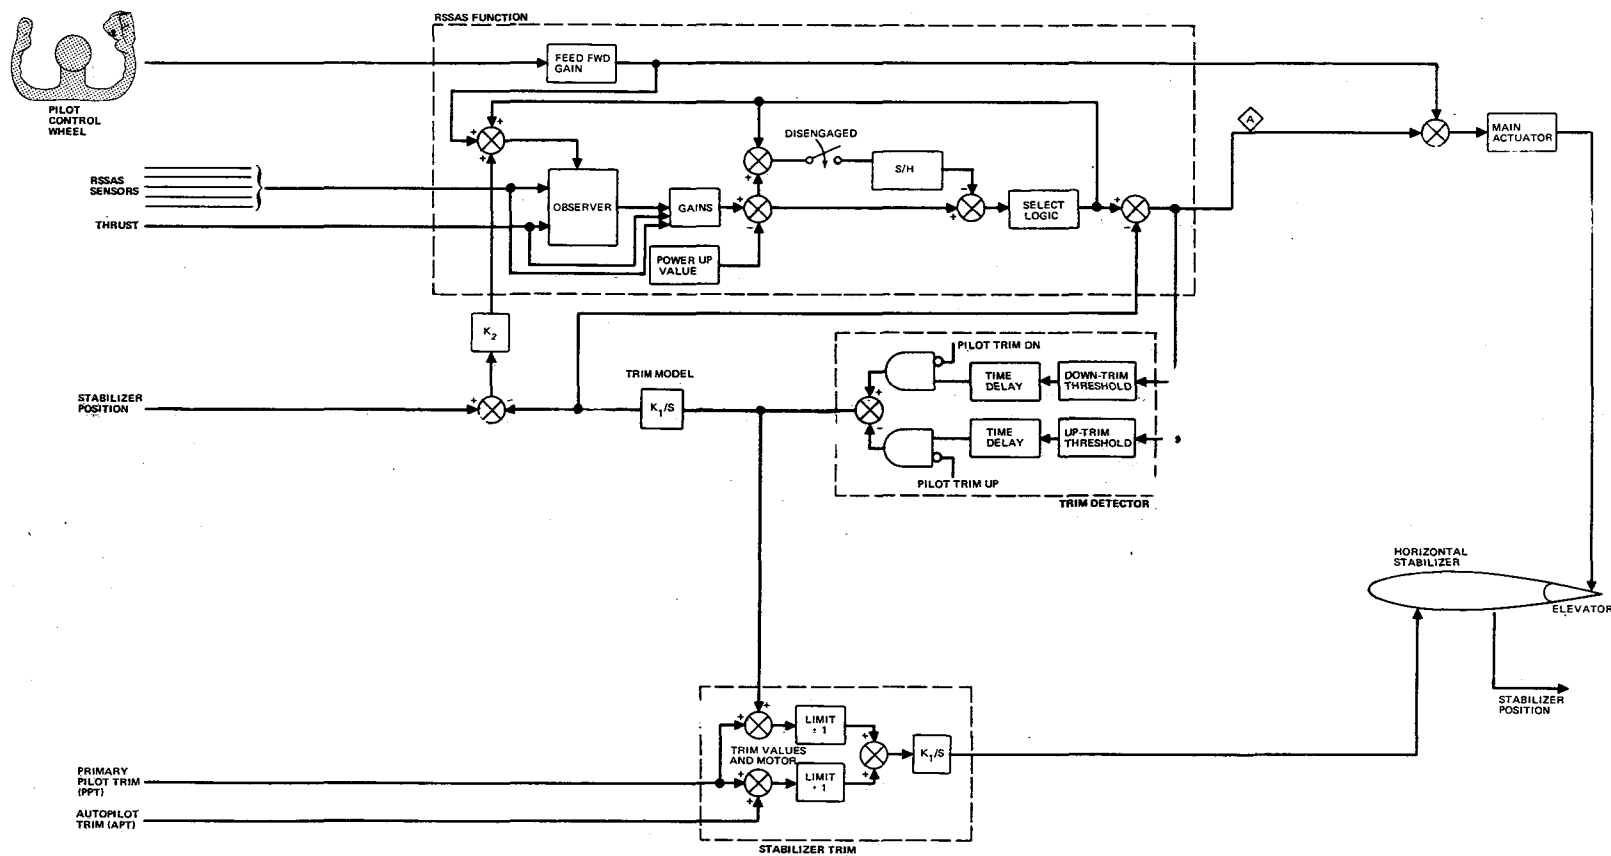 RSSAS FUNCTION
FEED FWD
GAIN
PILOT
CONTROL
WHEEL
DISENGAGED
A
MAIN
ACTUATOR
S/H
RSSAS
SENSORS
OBSERVER
GAINS
SELECT
LOGIC
THRUST
POWER UP
VALUE
K2
PILOT TRIM DN
TRIM MODEL
TIME
DELAY
DOWN-TRIM
THRESHOLD
STABILIZER
POSITION
K1/S
TIME
DELAY
UP-TRIM
THRESHOLD
PILOT TRIM UP
TRIM DETECTOR
HORIZONTAL
STABILIZER
ELEVATOR
STABILIZER
POSITION
LIMIT
± 1
TRIM VALUES
AND MOTOR
K1/S
PRIMARY
PILOT TRIM
(PPT)
LIMIT
AUTOPILOT
TRIM (APT)
STABILIZER TRIM